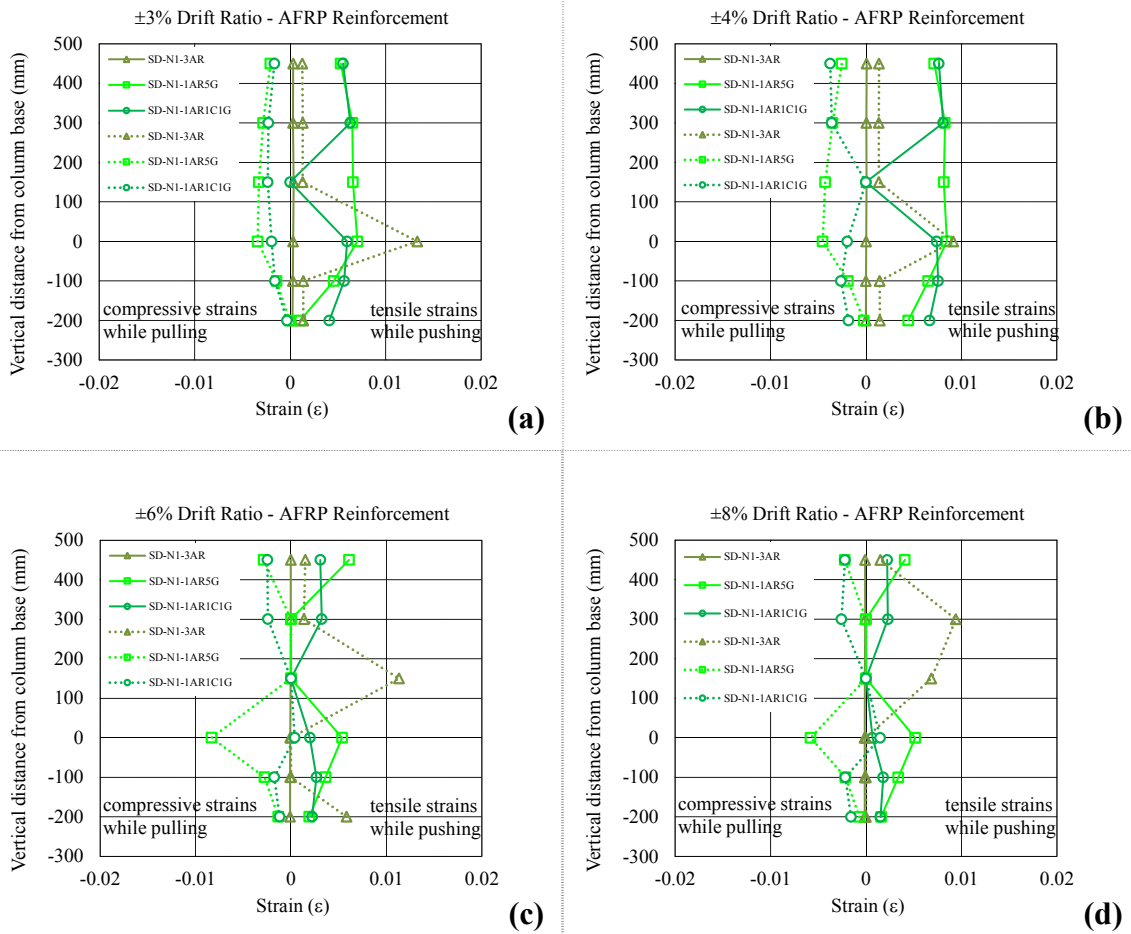 ±3% Drift Ratio - AFRP Reinforcement
Vertical distance from column base (mm)
500
400
300
200
100
0
-100
-200
-300
SD-N1-3AR
SD-N1-1AR5G
SD-N1-1AR1C1G
SD-N1-3AR
SD-N1-1AR5G
SD-N1-1AR1C1G
compressive strains
while pulling
tensile strains
while pushing
-0.02 -0.01 0 0.01 0.02
Strain (ε)
(a)
±4% Drift Ratio - AFRP Reinforcement
Vertical distance from column base (mm)
500
400
300
200
100
0
-100
-200
-300
SD-N1-3AR
SD-N1-1AR5G
SD-N1-1AR1C1G
SD-N1-3AR
SD-N1-1AR5G
SD-N1-1AR1C1G
compressive strains
while pulling
tensile strains
while pushing
-0.02 -0.01 0 0.01 0.02
Strain (ε)
(b)
±6% Drift Ratio - AFRP Reinforcement
Vertical distance from column base (mm)
500
400
300
200
100
0
-100
-200
-300
SD-N1-3AR
SD-N1-1AR5G
SD-N1-1AR1C1G
SD-N1-3AR
SD-N1-1AR5G
SD-N1-1AR1C1G
compressive strains
while pulling
tensile strains
while pushing
-0.02 -0.01 0 0.01 0.02
Strain (ε)
(c)
±8% Drift Ratio - AFRP Reinforcement
Vertical distance from column base (mm)
500
400
300
200
100
0
-100
-200
-300
SD-N1-3AR
SD-N1-1AR5G
SD-N1-1AR1C1G
SD-N1-3AR
SD-N1-1AR5G
SD-N1-1AR1C1G
compressive strains
while pulling
tensile strains
while pushing
-0.02 -0.01 0 0.01 0.02
Strain (ε)
(d)